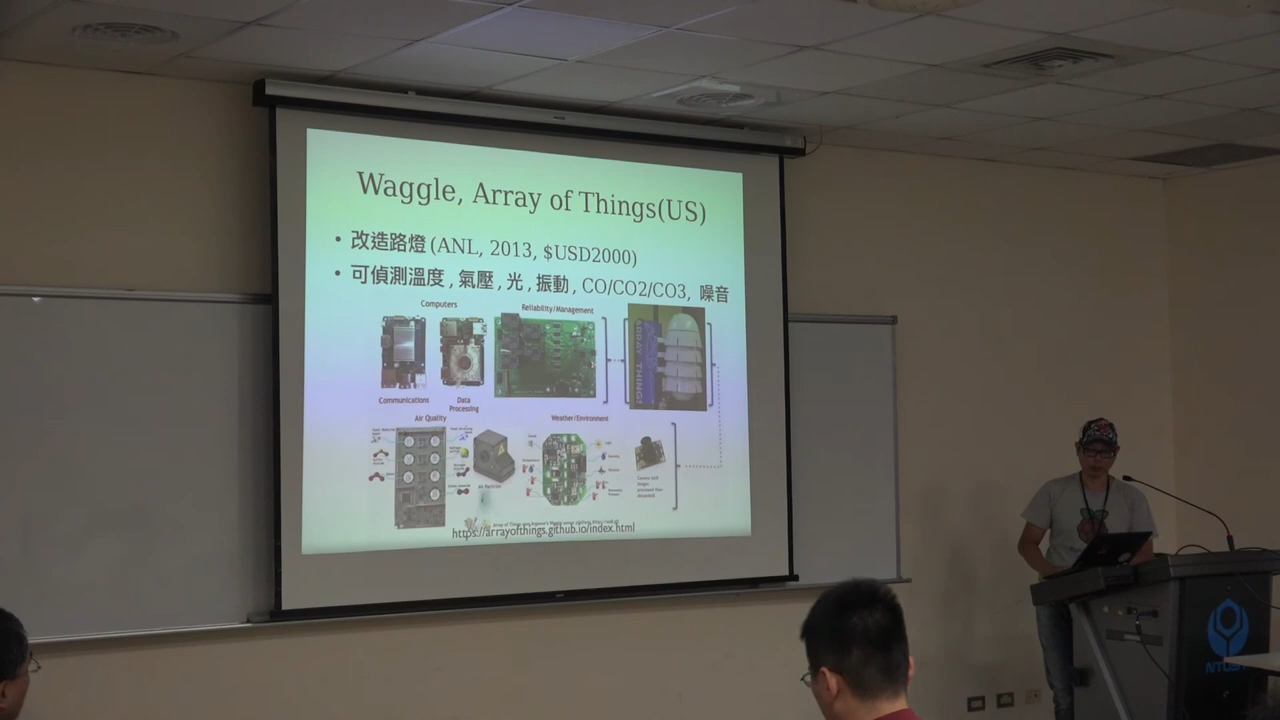 Waggle, Array of Things(US)
• 改造路燈 (ANL, 2013, $USD2000)
• 可偵測溫度 , 氣壓 , 光 , 振動 , CO/CO2/CO3, 噪音
Computers
Reliability/Management
Communications
Data
Processing
Air Quality
Weather/Environment
Air Particles
https://arrayofthings.github.io/index.html